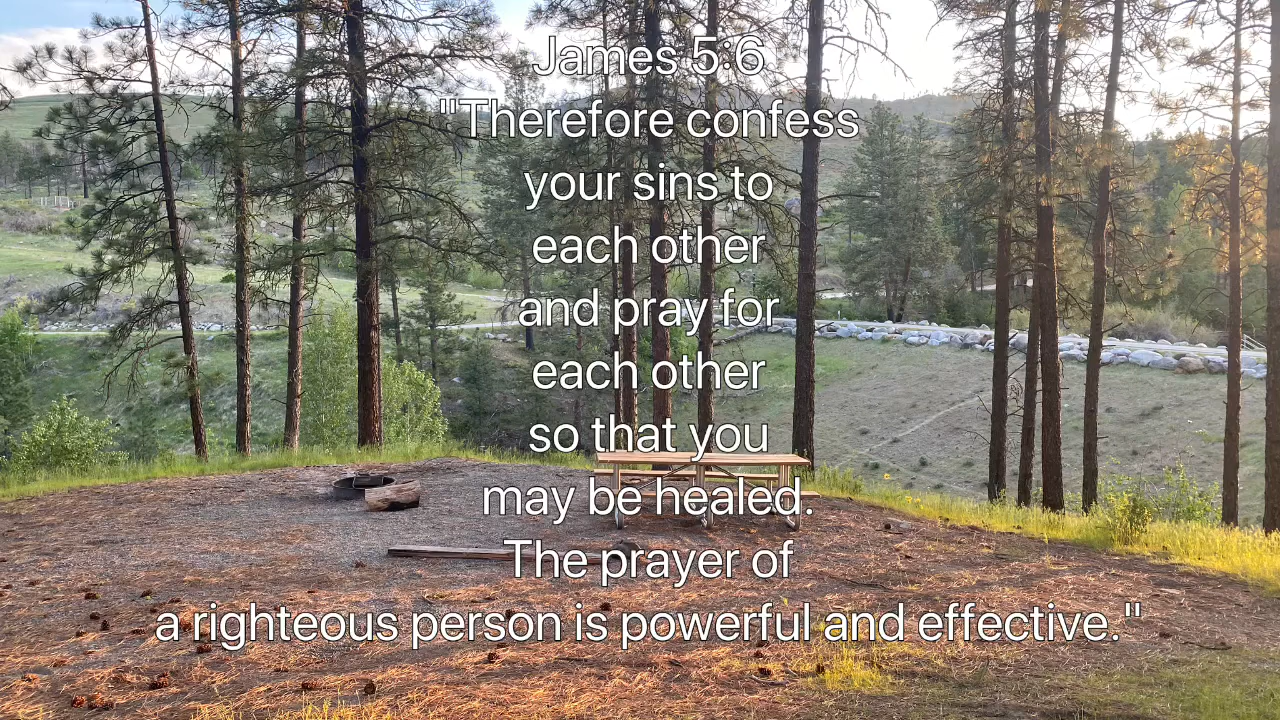 James 5:6
"Therefore confess
your sins to
each other
and pray for
each other
so that you
may be healed.
The prayer of
a righteous person is powerful and effective."